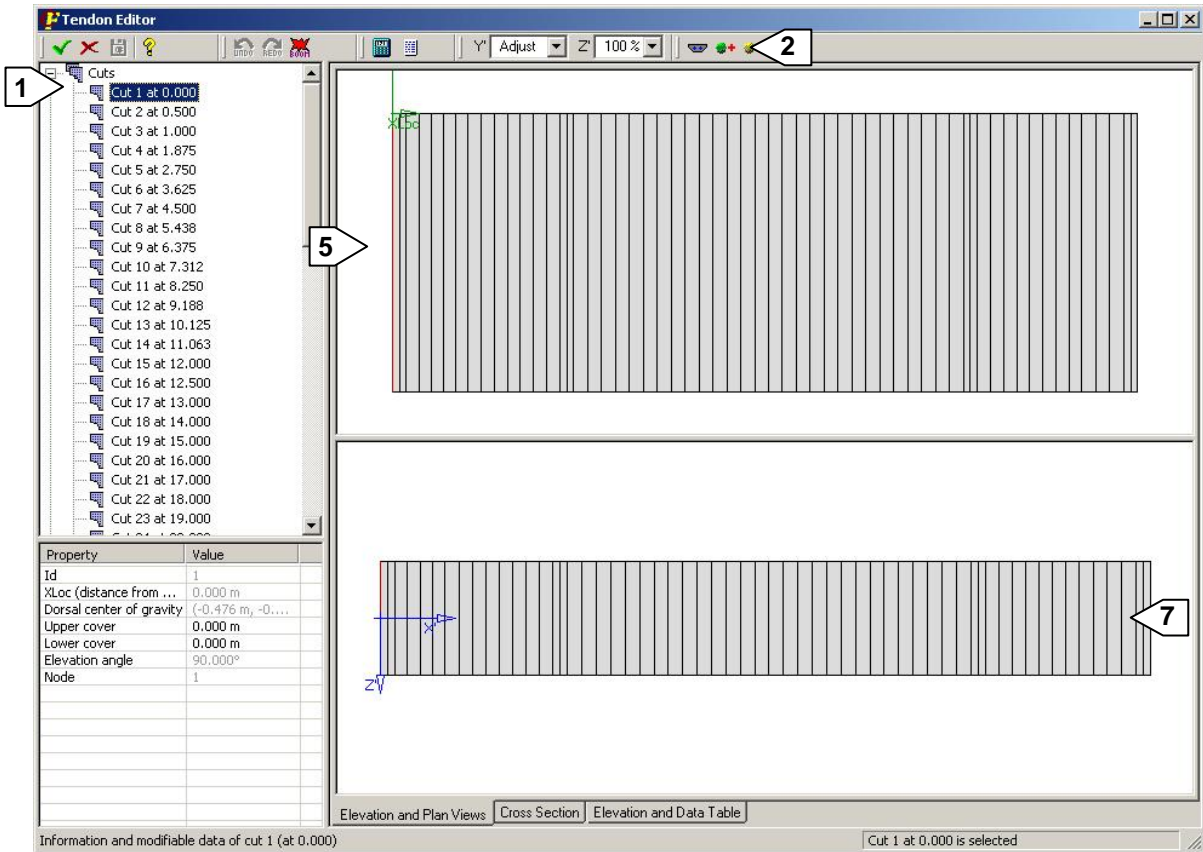 Tendon Editor
UNDO REDO BOOM Y' Adjust Z' 100 % 2
1
Cuts
Cut 1 at 0.000
Cut 2 at 0.500
Cut 3 at 1.000
Cut 4 at 1.875
Cut 5 at 2.750
Cut 6 at 3.625
Cut 7 at 4.500
Cut 8 at 5.438
Cut 9 at 6.375
Cut 10 at 7.312
Cut 11 at 8.250
Cut 12 at 9.188
Cut 13 at 10.125
Cut 14 at 11.063
Cut 15 at 12.000
Cut 16 at 12.500
Cut 17 at 13.000
Cut 18 at 14.000
Cut 19 at 15.000
Cut 20 at 16.000
Cut 21 at 17.000
Cut 22 at 18.000
Cut 23 at 19.000
XLoc
5
X'
Z'
7
Property Value
Id 1
XLoc (distance from ... 0.000 m
Dorsal center of gravity (-0.476 m, -0....
Upper cover 0.000 m
Lower cover 0.000 m
Elevation angle 90.000°
Node 1
Elevation and Plan Views Cross Section Elevation and Data Table
Information and modifiable data of cut 1 (at 0.000) Cut 1 at 0.000 is selected